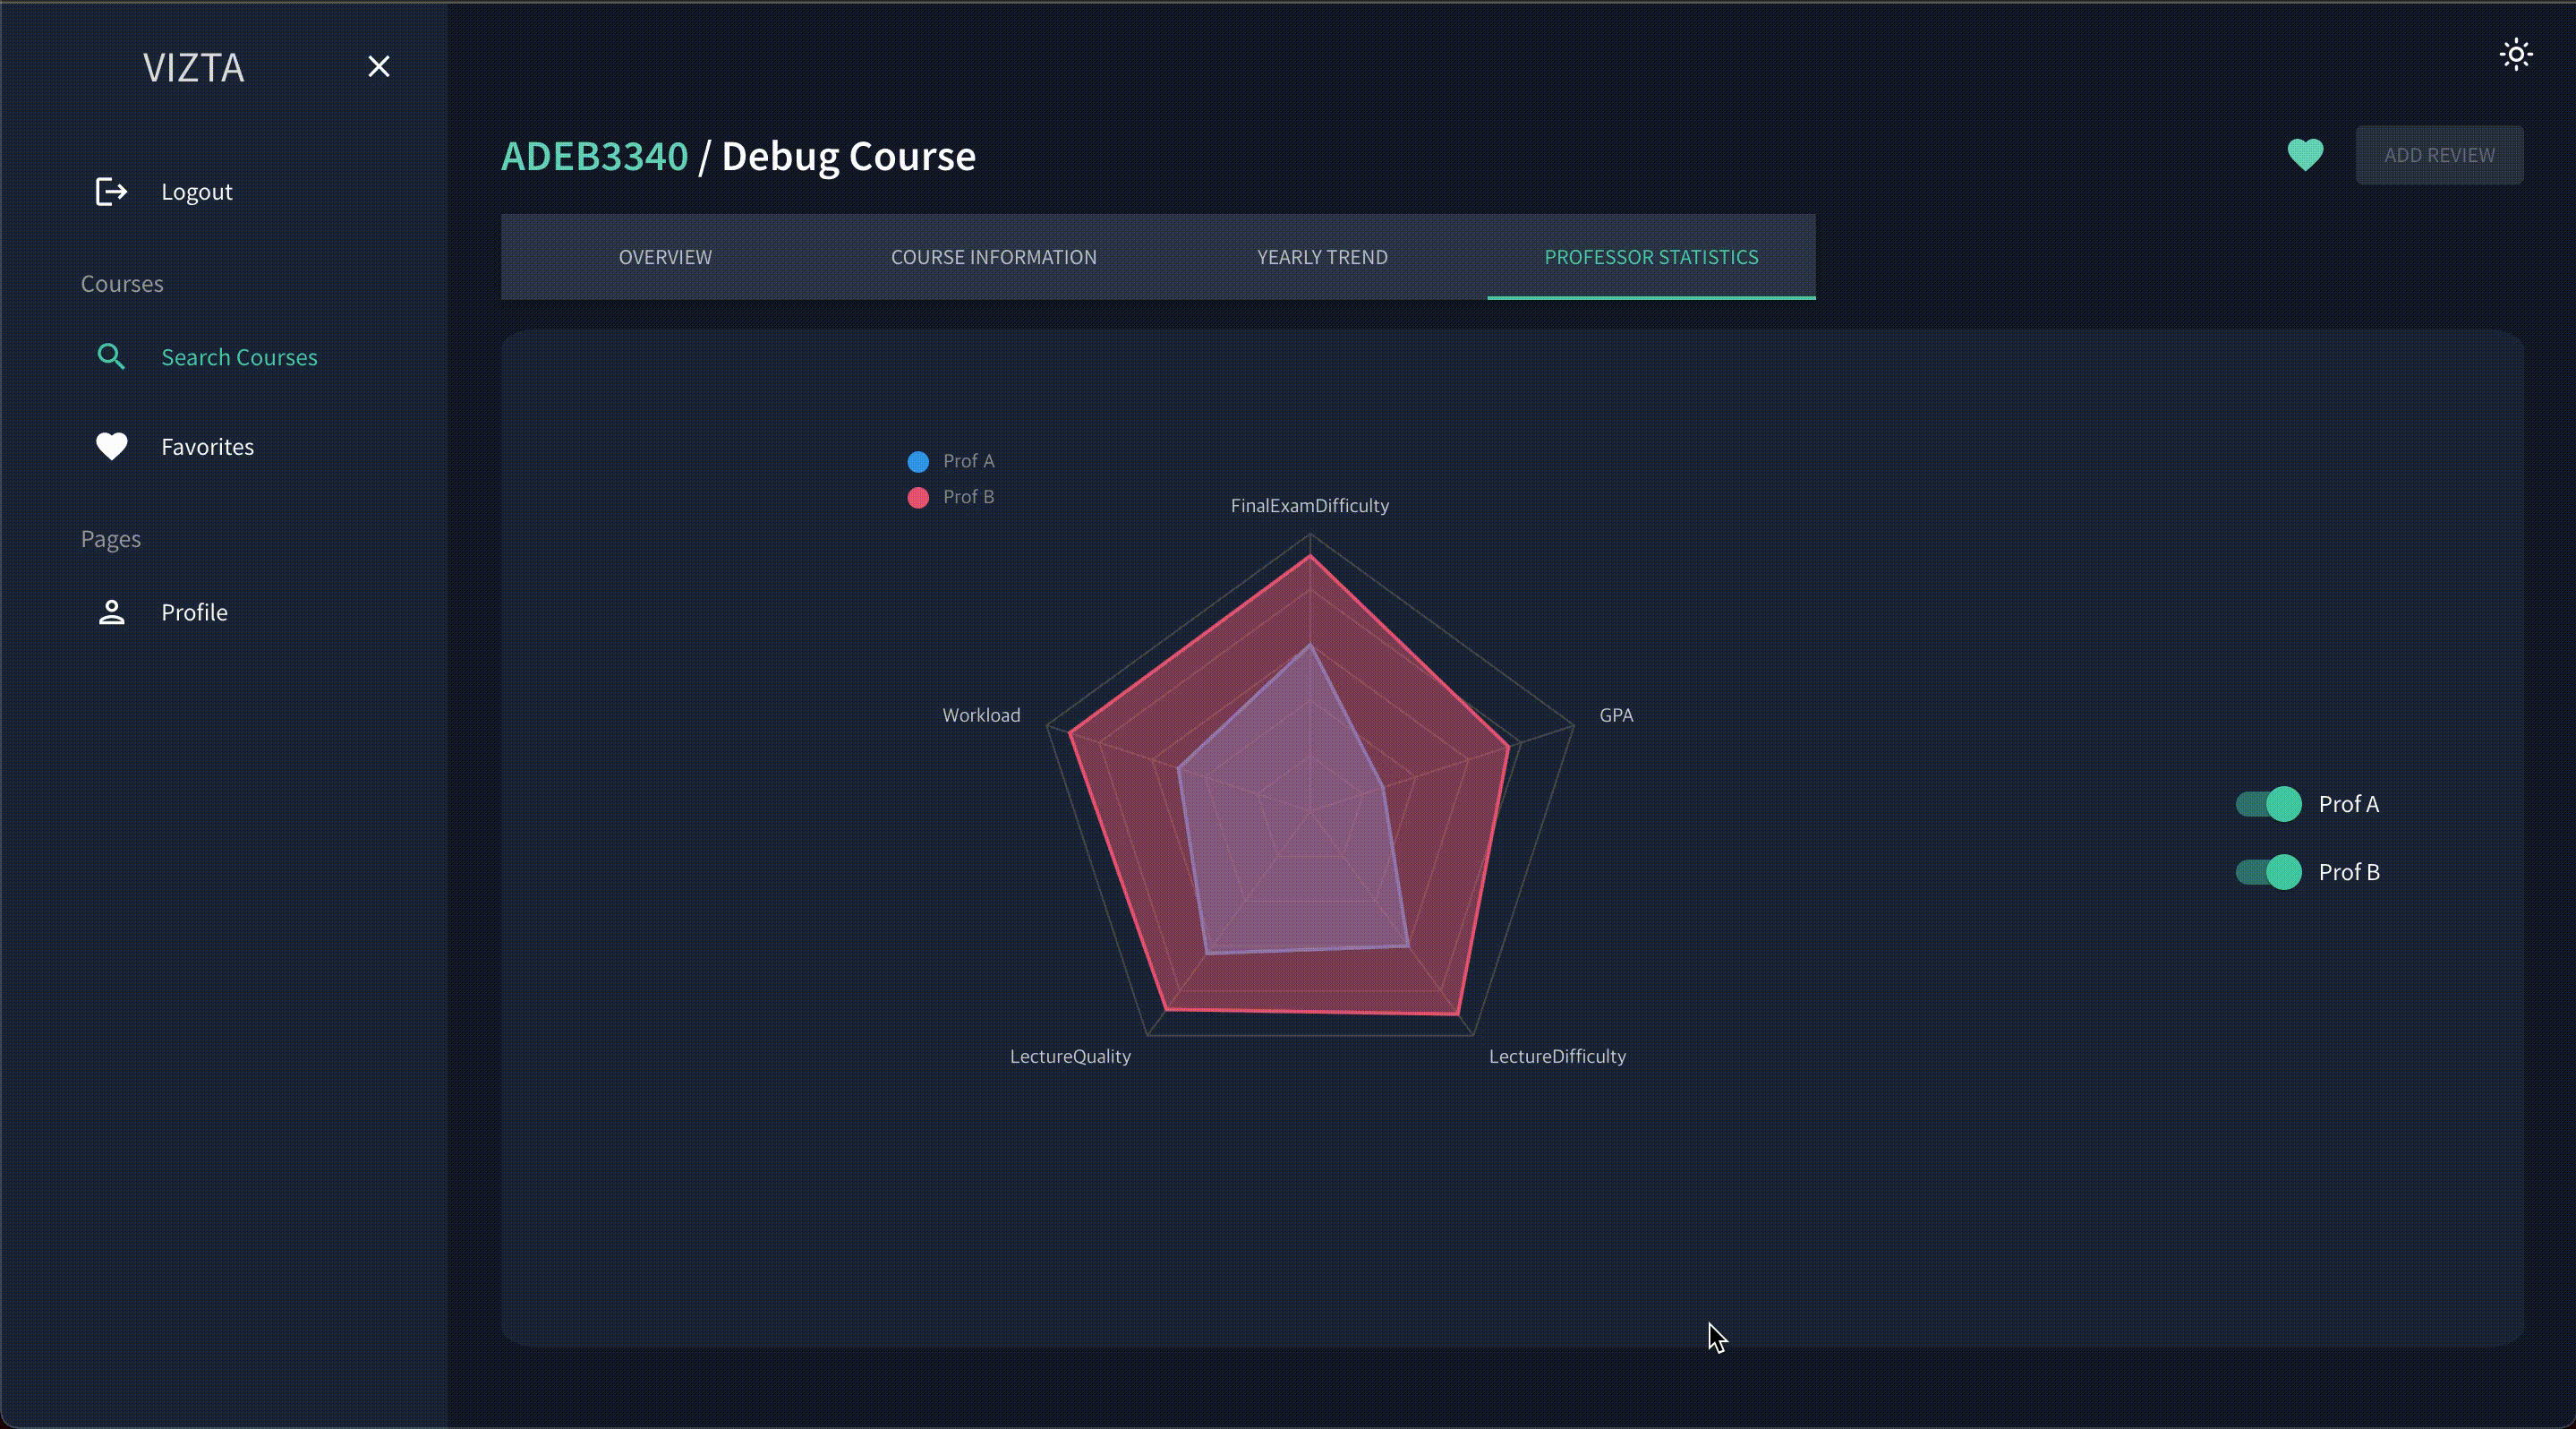 VIZTA
Logout
Courses
Search Courses
Favorites
Pages
Profile
ADEB3340 / Debug Course
ADD REVIEW
OVERVIEW
COURSE INFORMATION
YEARLY TREND
PROFESSOR STATISTICS
Prof A
Prof B
FinalExamDifficulty
Workload
GPA
LectureQuality
LectureDifficulty
Prof A
Prof B